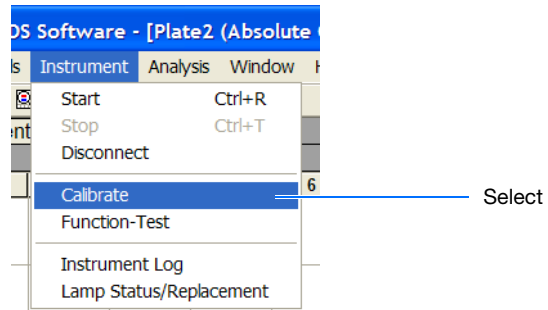 OS Software - [Plate2 (Absolute
ls Instrument Analysis Window
Start Ctrl+R
Stop Ctrl+T
Disconnect
Calibrate
6
Select
Function-Test
Instrument Log
Lamp Status/Replacement